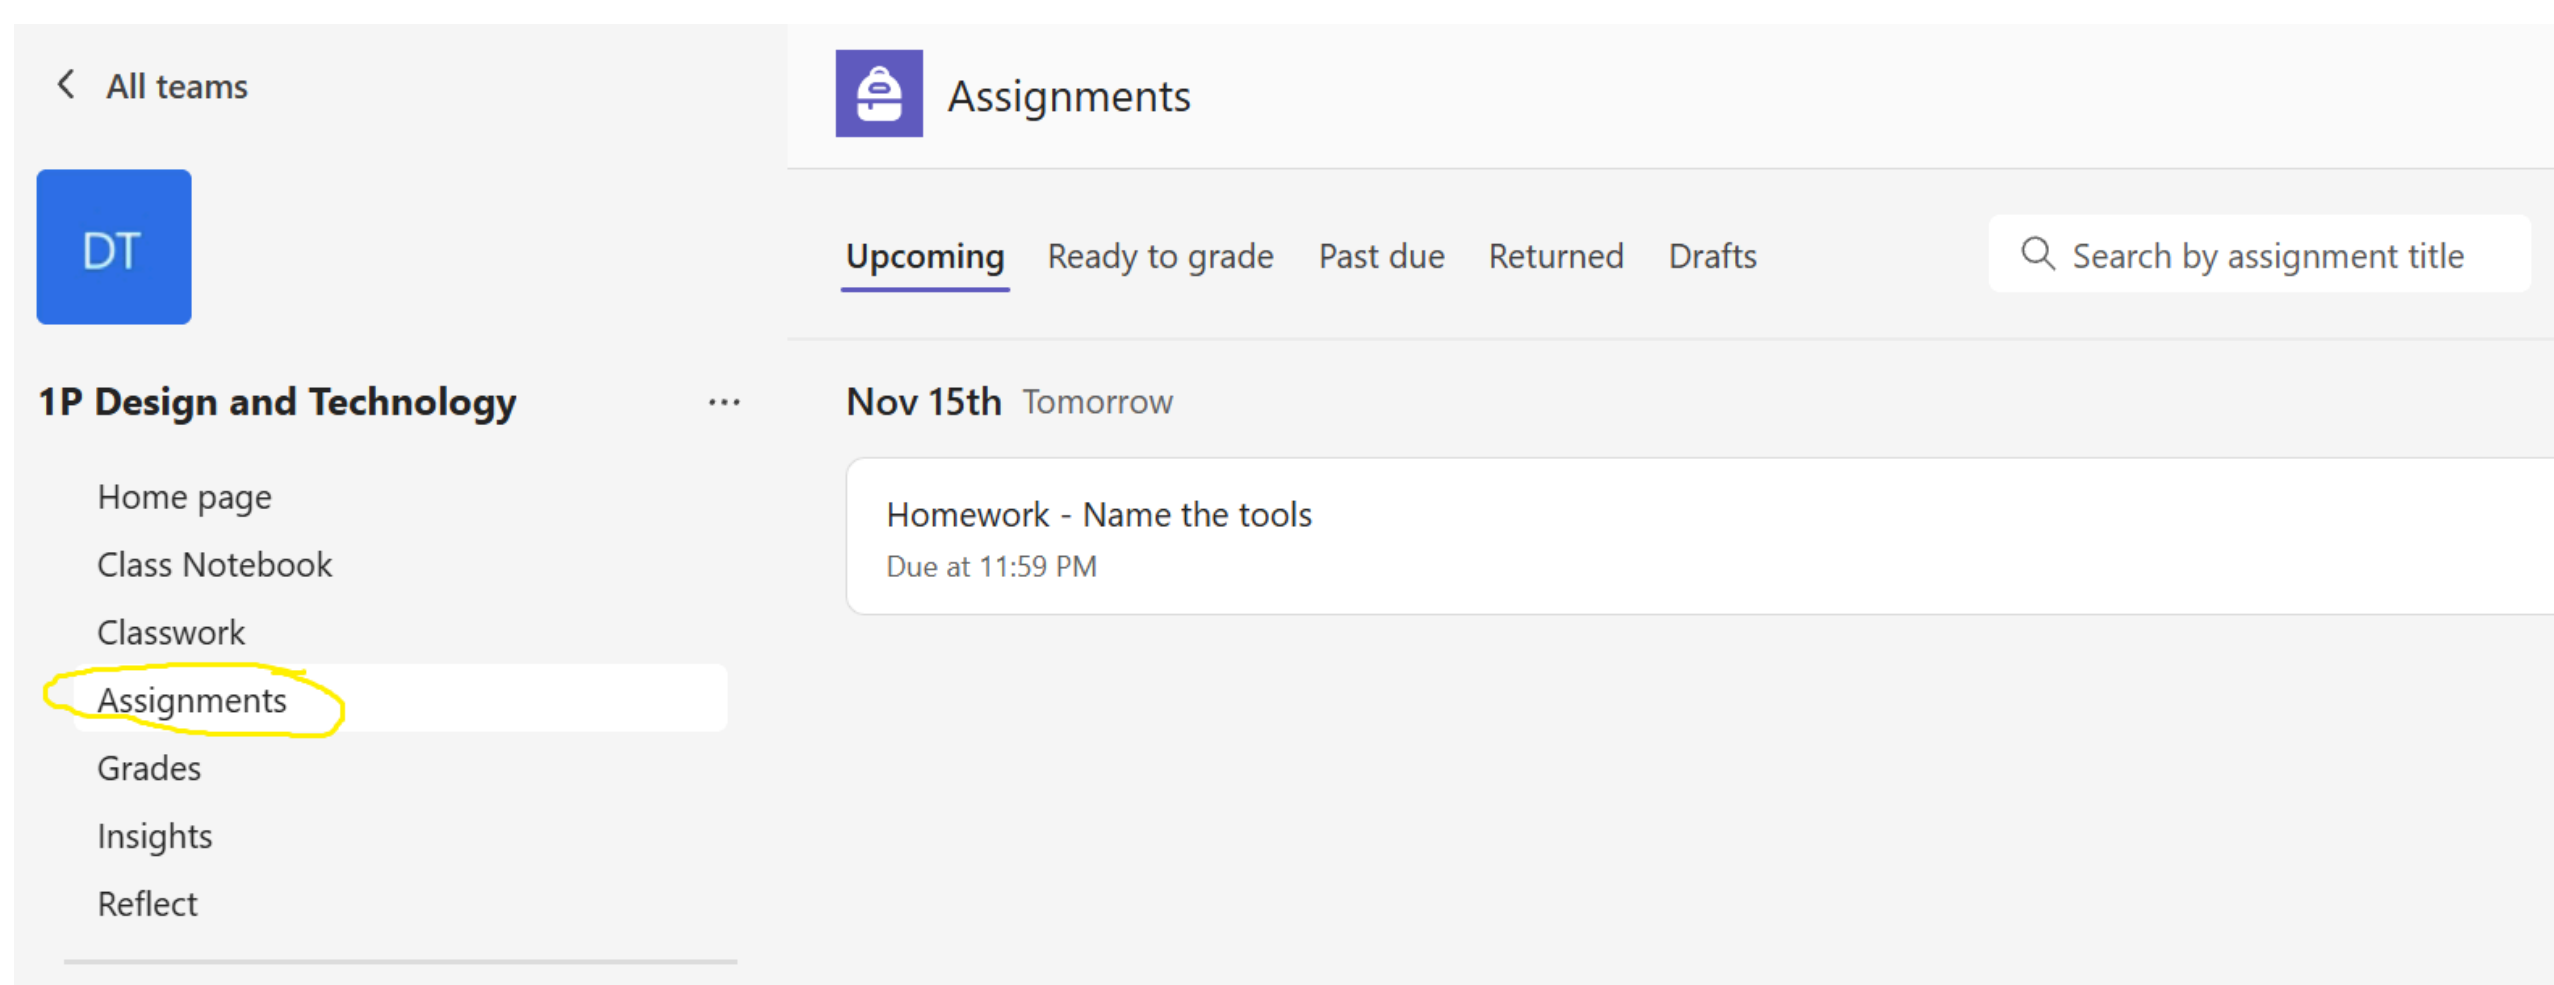 All teams
DT
1P Design and Technology ...
Home page
Class Notebook
Classwork
Assignments
Grades
Insights
Reflect
Assignments
Upcoming Ready to grade Past due Returned Drafts Search by assignment title
Nov 15th Tomorrow
Homework - Name the tools
Due at 11:59 PM